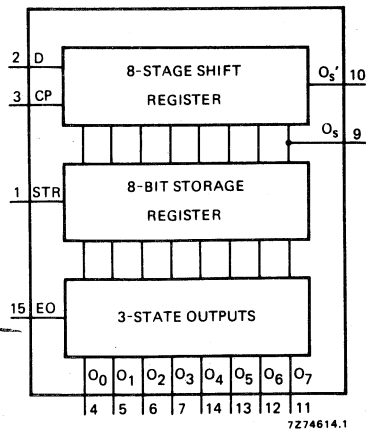 2 D
8-STAGE SHIFT
REGISTER
Os' 10
3 CP
Os 9
1 STR
8-BIT STORAGE
REGISTER
15 EO
3-STATE OUTPUTS
O0 O1 O2 O3 O4 O5 O6 O7
4 5 6 7 14 13 12 11
7Z74614.1